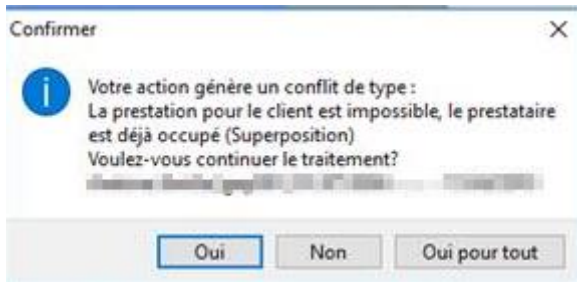 Confirmer
Votre action génère un conflit de type :
La prestation pour le client est impossible, le prestataire
est déjà occupé (Superposition)
Voulez-vous continuer le traitement?
Oui
Non
Oui pour tout